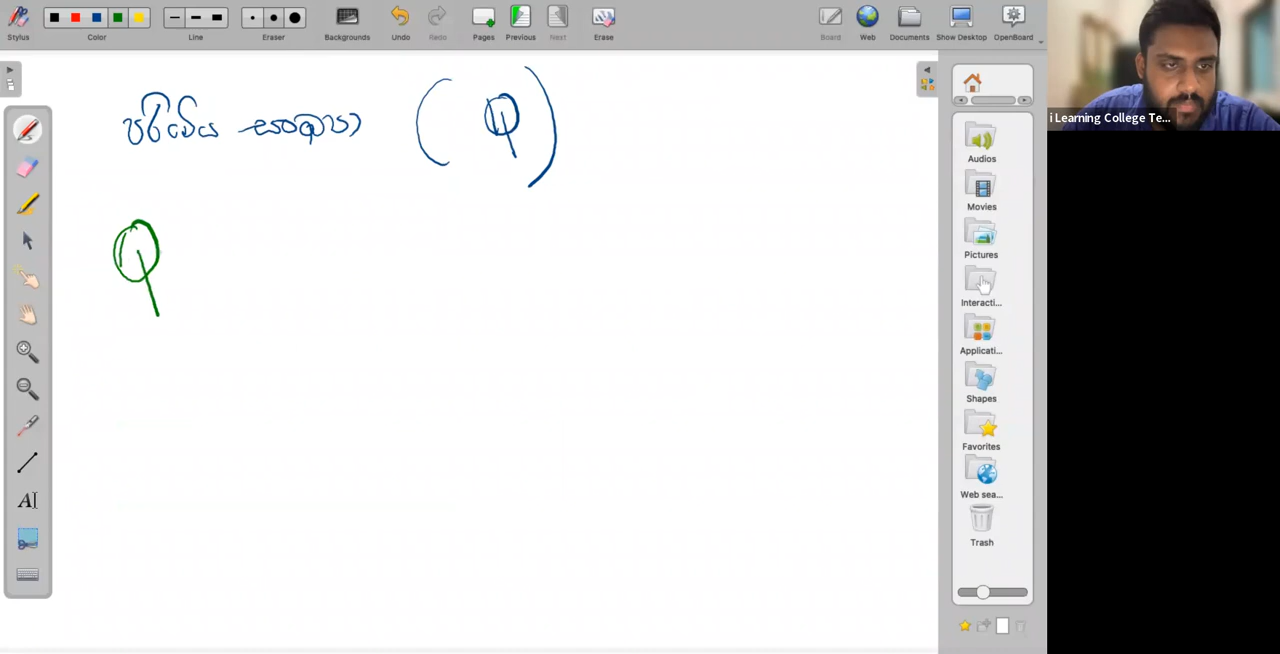 Stylus
Color
Line
Eraser
Backgrounds
Undo
Redo
Pages
Previous
Next
Erase
Board
Web
Documents
Show Desktop
OpenBoard
i Learning College Te...
( Q )
Q
Audios
Movies
Pictures
Interacti...
Applicati...
Shapes
Favorites
Web sea...
Trash